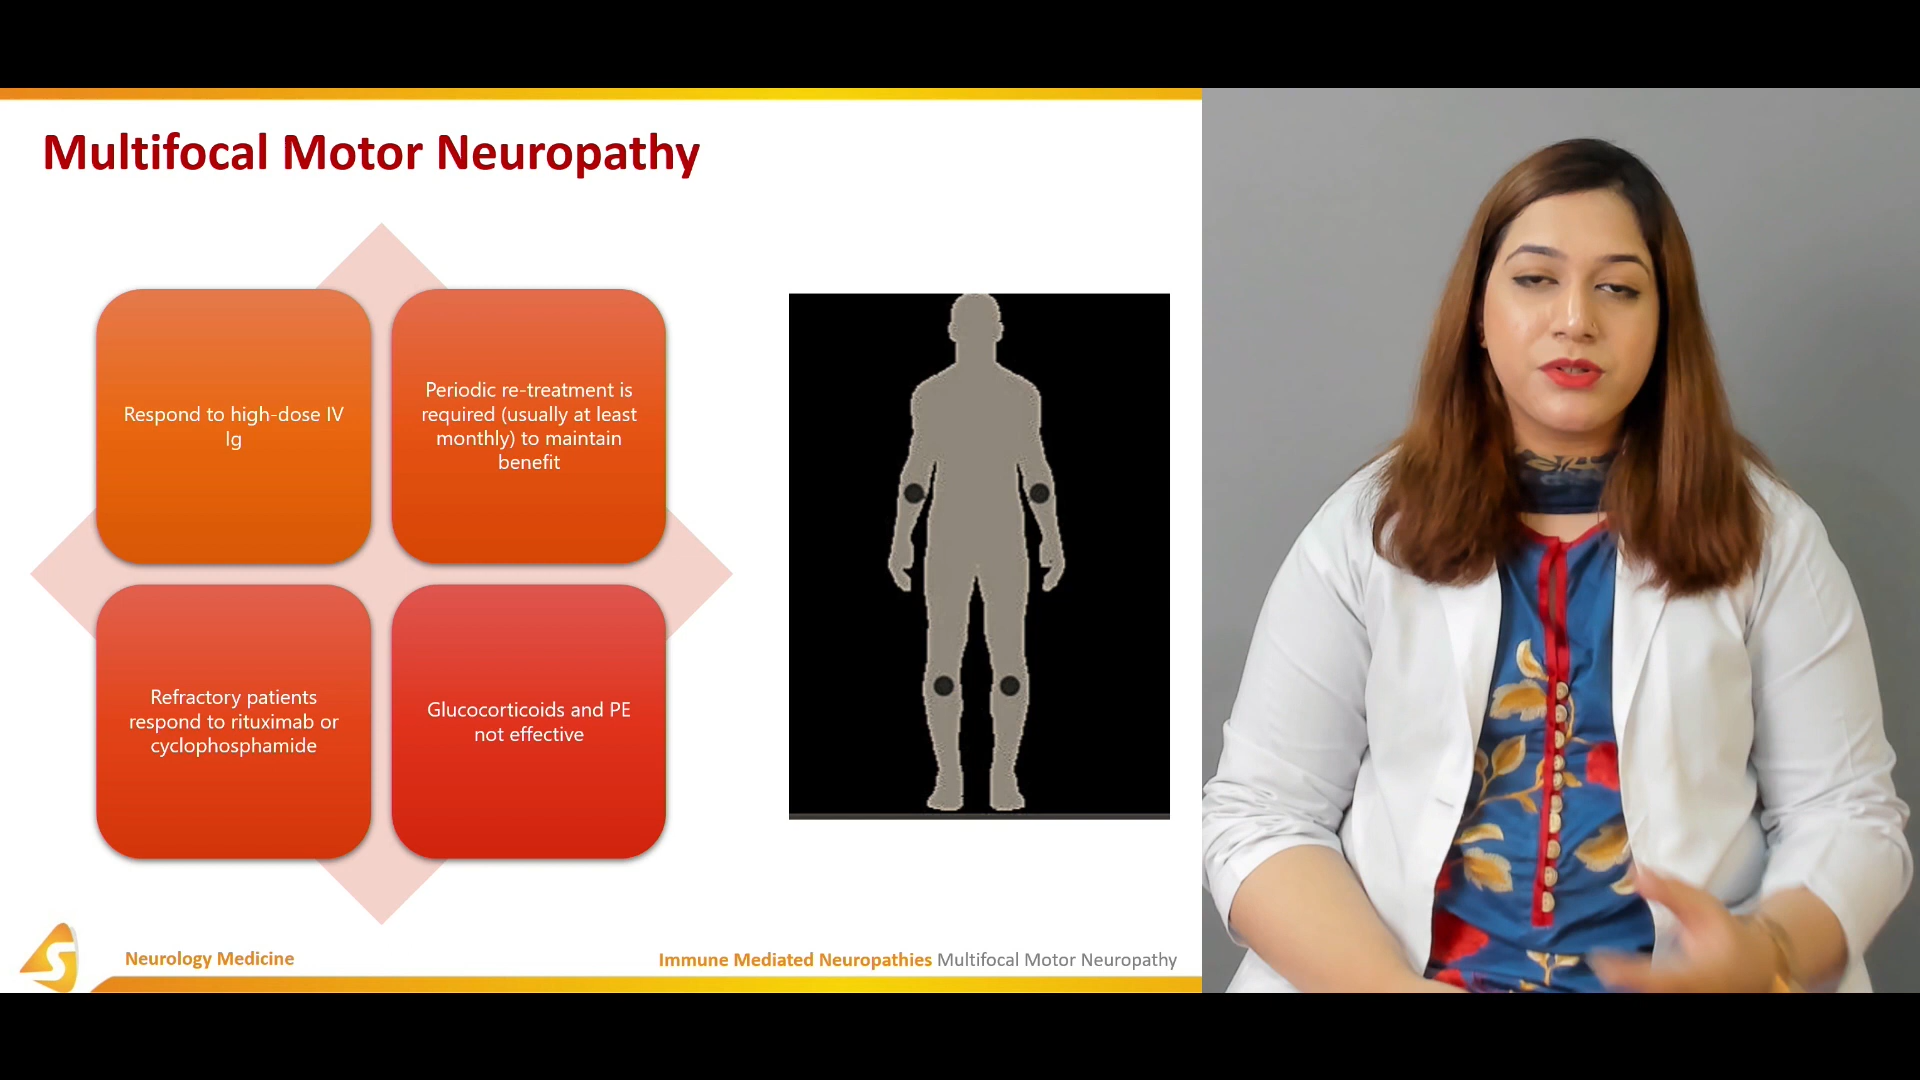 Multifocal Motor Neuropathy
Respond to high-dose IV
Ig
Periodic re-treatment is
required (usually at least
monthly) to maintain
benefit
Refractory patients
respond to rituximab or
cyclophosphamide
Glucocorticoids and PE
not effective
S
Neurology Medicine
Immune Mediated Neuropathies Multifocal Motor Neuropathy